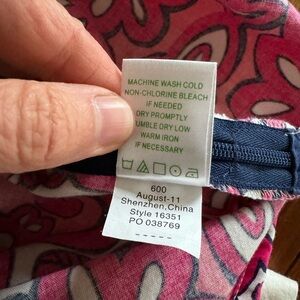 MACHINE WASH COLD
NON-CHLORINE BLEACH
IF NEEDED
DRY PROMPTLY
UMBLE DRY LOW
WARM IRON
IF NECESSARY
600
August-11
Shenzhen,China
Style 16351
PO 038769